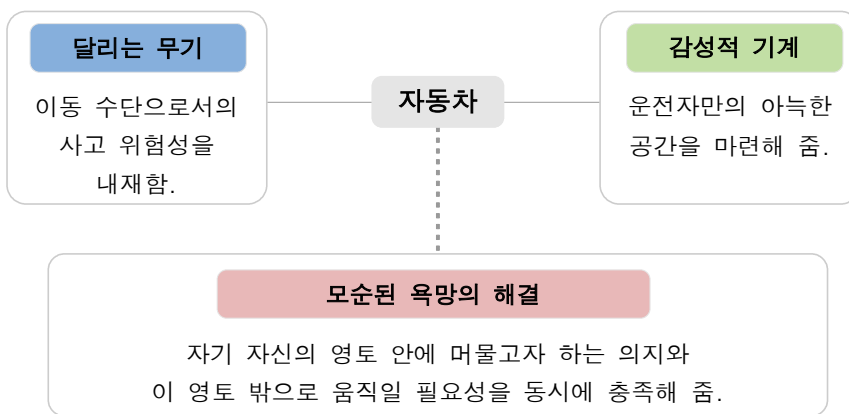 달리는 무기
이동 수단으로서의
사고 위험성을
내재함.
자동차
감성적 기계
운전자만의 아늑한
공간을 마련해 줌.
모순된 욕망의 해결
자기 자신의 영토 안에 머물고자 하는 의지와
이 영토 밖으로 움직일 필요성을 동시에 충족해 줌.